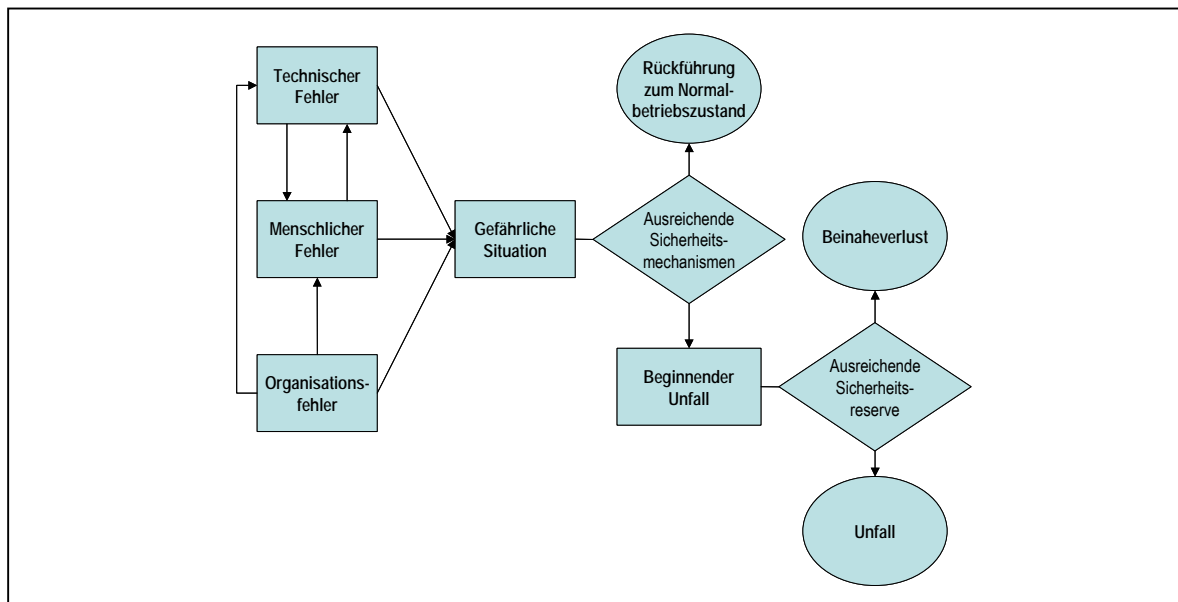 Technischer
Fehler
Menschlicher
Fehler
Organisations-
fehler
Gefährliche
Situation
Rückführung
zum Normal-
betriebszustand
Ausreichende
Sicherheits-
mechanismen
Beginnender
Unfall
Beinaheverlust
Ausreichende
Sicherheits-
reserve
Unfall